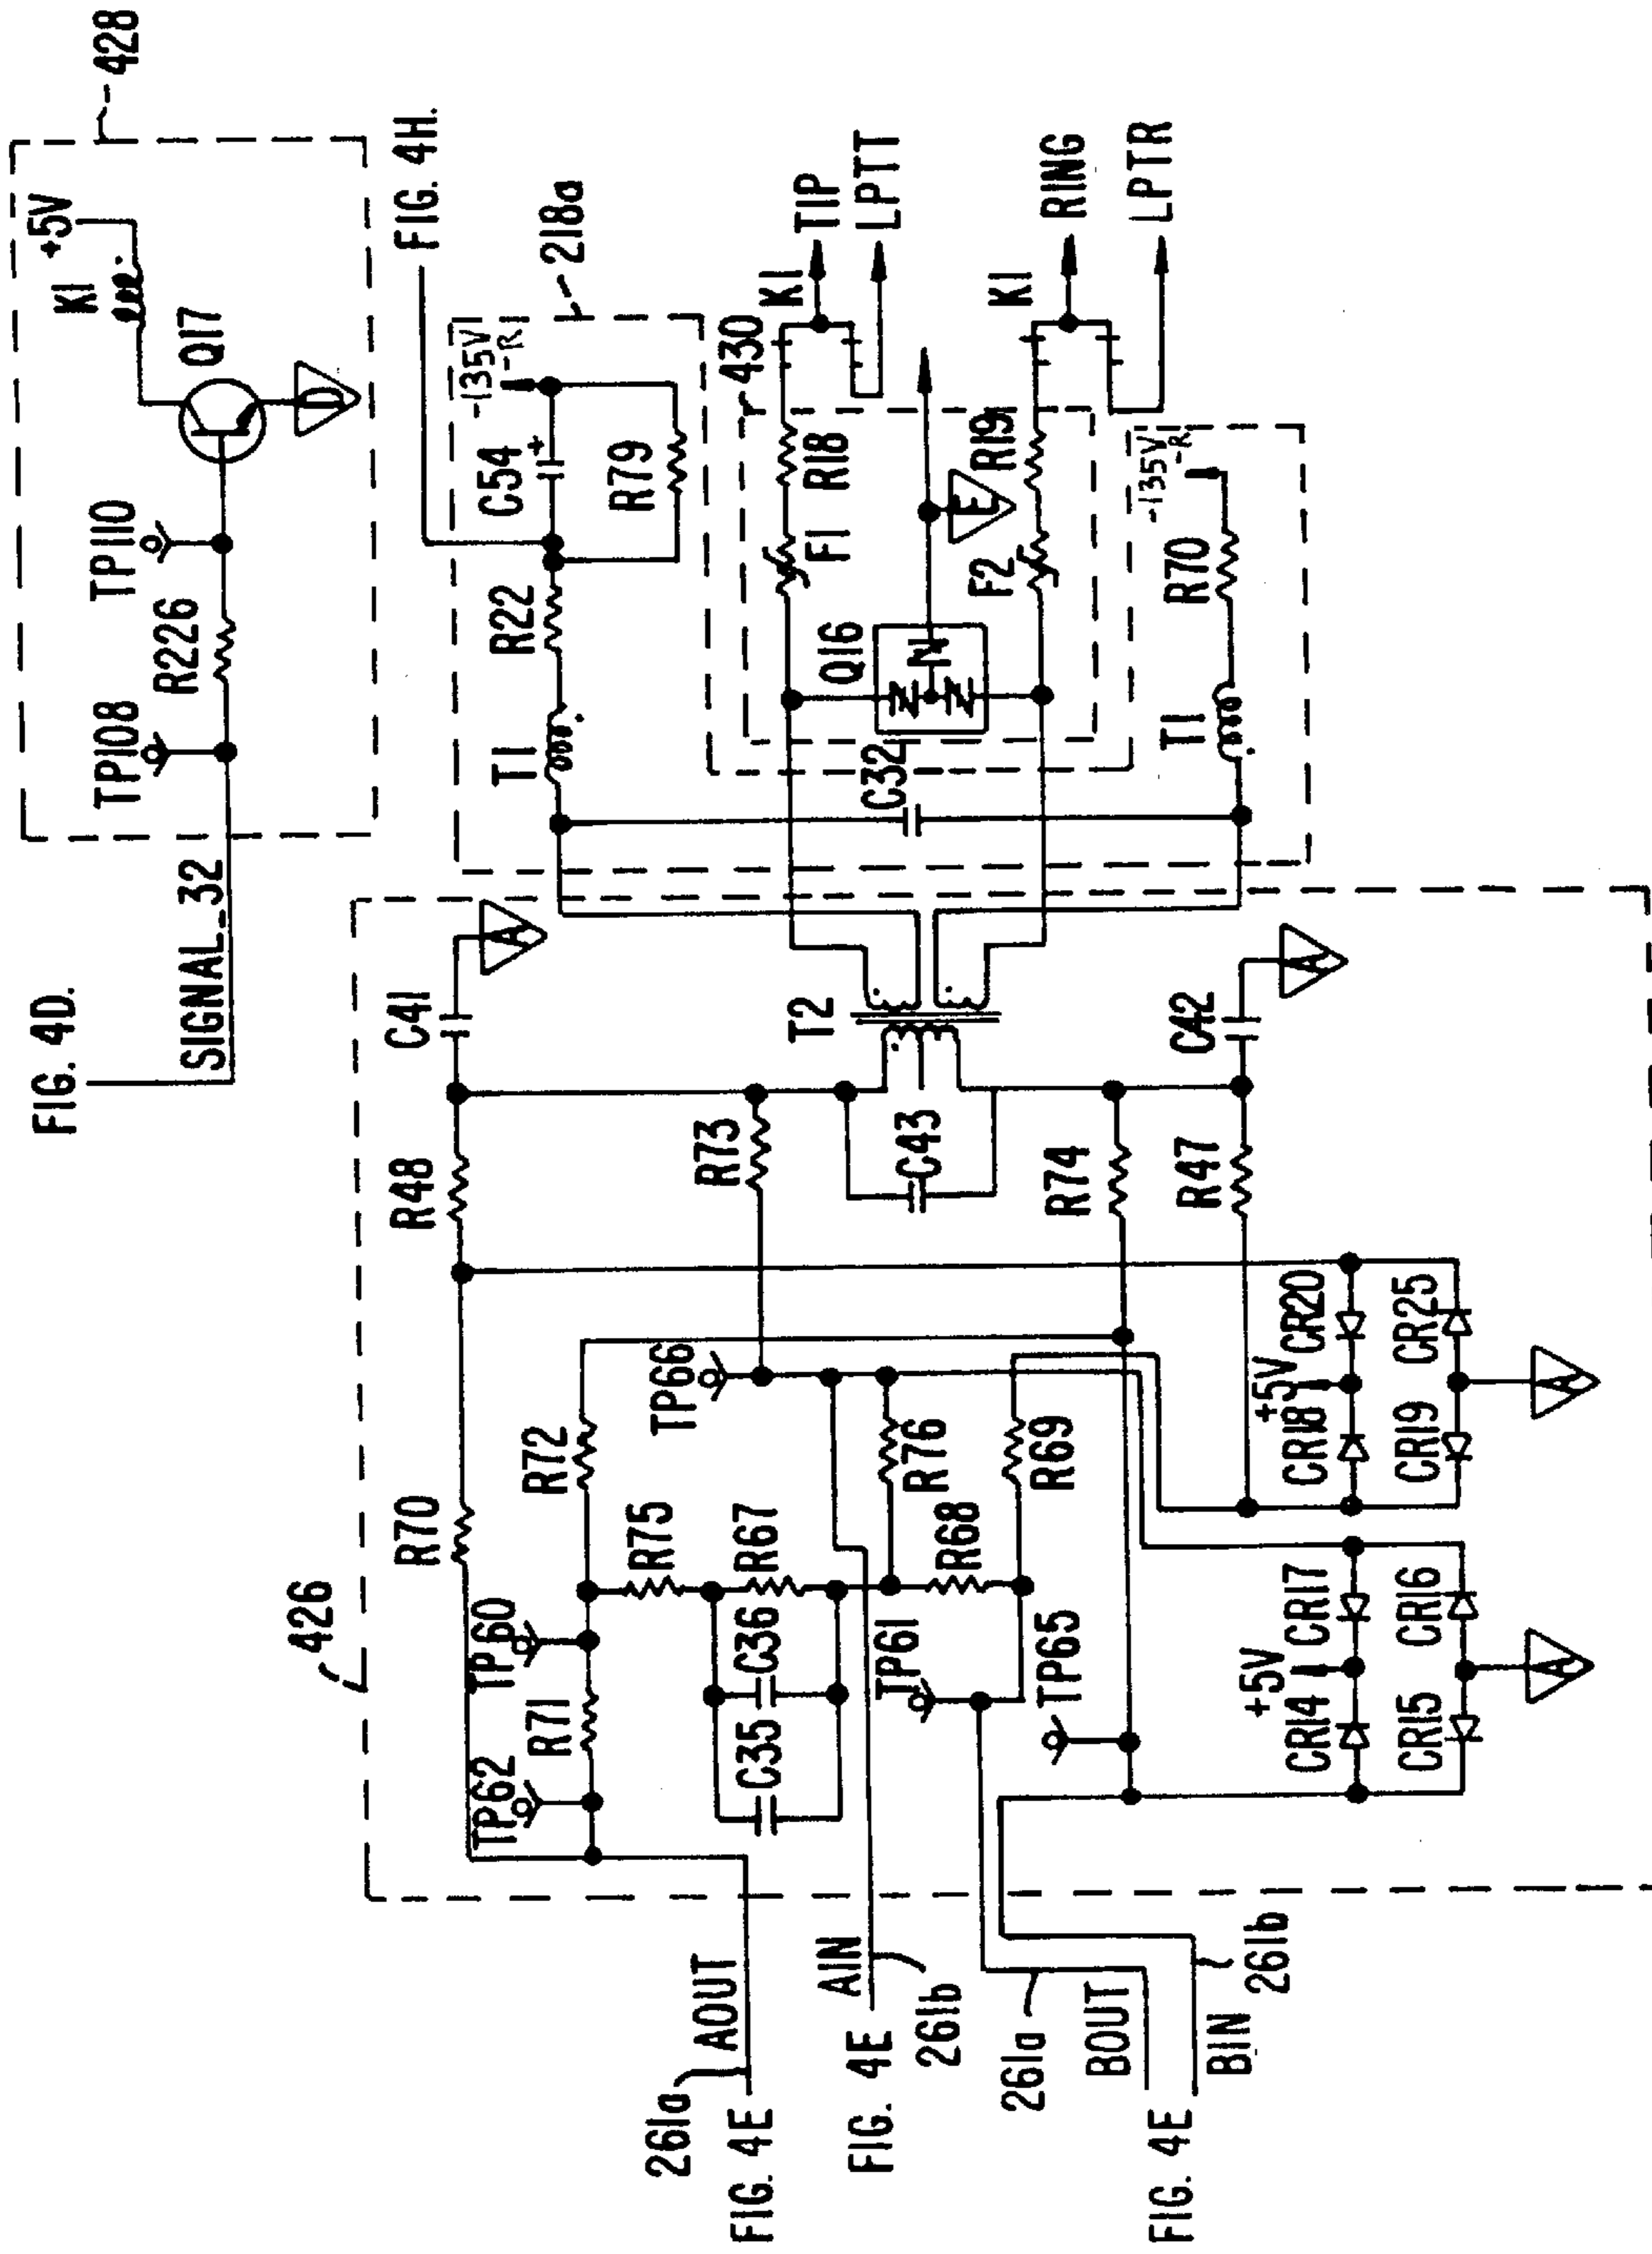 FIG. 4D.
SIGNAL_32
TP108
R226
TP110
Q17
K1
+5V
D
428
FIG. 4H.
218a
-135V
-R
C54
+
R79
R22
T1
C32
430
K1
TIP
LPTT
R18
F1
Q16
E
F2
R19
K1
RING
LPTR
-135V
-R
R70
T1
426
R70
R48
C41
A
TP62
TP60
R71
R72
R75
R67
C35
C36
TP66
R73
R76
R68
R69
TP61
TP65
T2
C43
R74
R47
C42
A
+5V
CR14
CR17
CR15
CR16
A
+5V
CR18
CR20
CR19
CR25
A
261a
AOUT
FIG. 4E
AIN
FIG. 4E
261b
261a
BOUT
FIG. 4E
BIN
261b